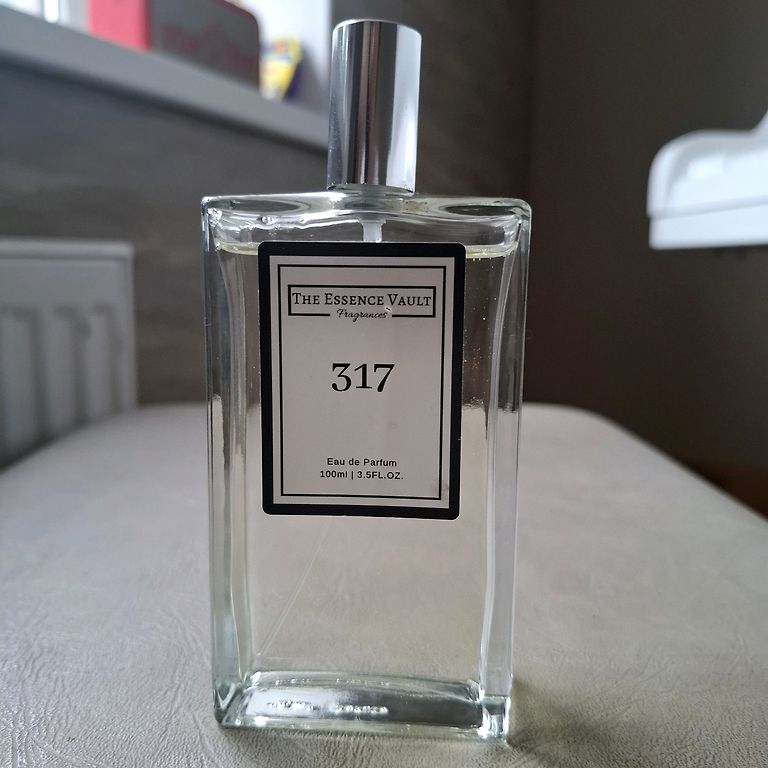 THE ESSENCE VAULT
Fragrances
317
Eau de Parfum
100ml | 3.5FL.OZ.